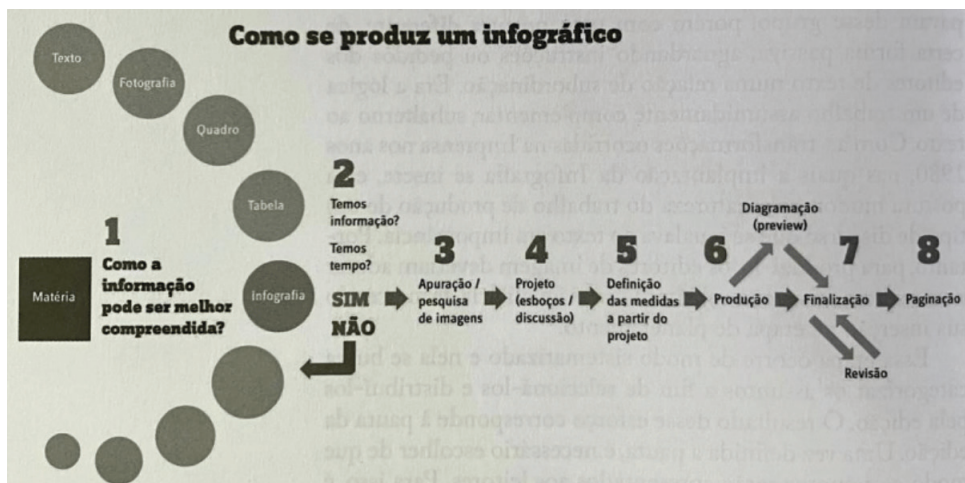 Como se produz um infográfico
Texto
Fotografia
Quadro
Tabela
Infografia
Matéria
1
Como a
informação
pode ser melhor
compreendida?
2
Temos
informação?
Temos
tempo?
SIM
NÃO
3
Apuração /
pesquisa
de imagens
4
Projeto
(esboços /
discussão)
5
Definição
das medidas
a partir do
projeto
6
Produção
Diagramação
(preview)
7
Finalização
Revisão
8
Paginação